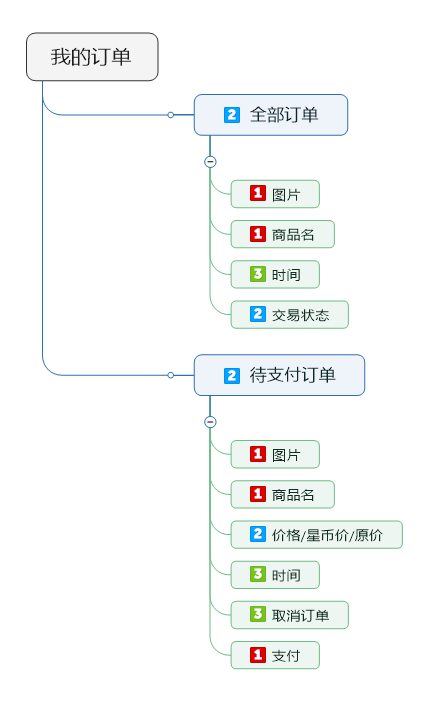 我的订单
2 全部订单
1 图片
1 商品名
3 时间
2 交易状态
2 待支付订单
1 图片
1 商品名
2 价格/星币价/原价
3 时间
3 取消订单
1 支付